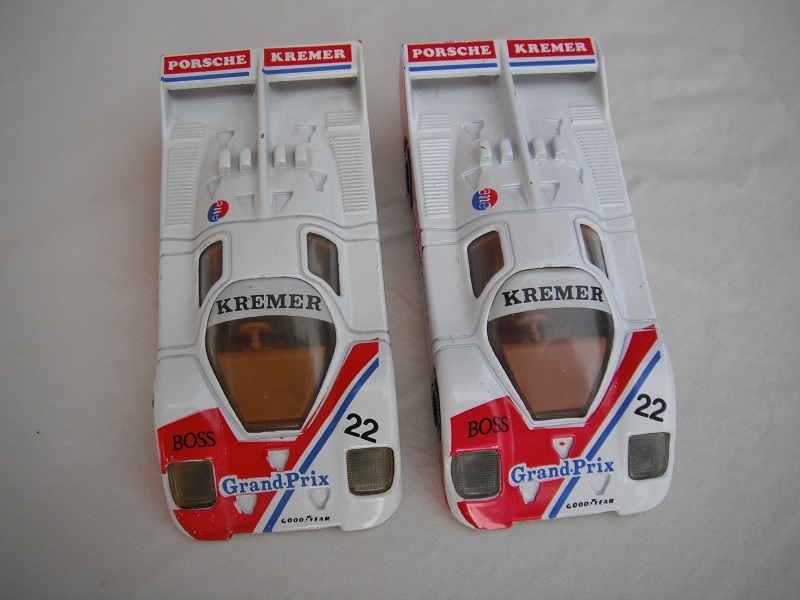 PORSCHE KREMER
KREMER
BOSS
22
Grand-Prix
GOODYEAR
PORSCHE KREMER
KREMER
BOSS
22
Grand-Prix
GOODYEAR